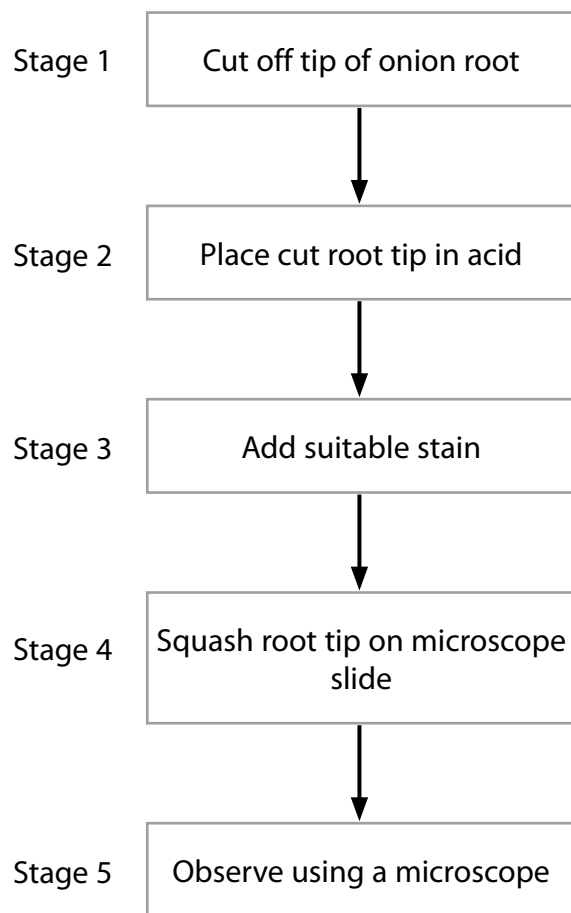 Stage 1
Cut off tip of onion root
Stage 2
Place cut root tip in acid
Stage 3
Add suitable stain
Stage 4
Squash root tip on microscope
slide
Stage 5
Observe using a microscope